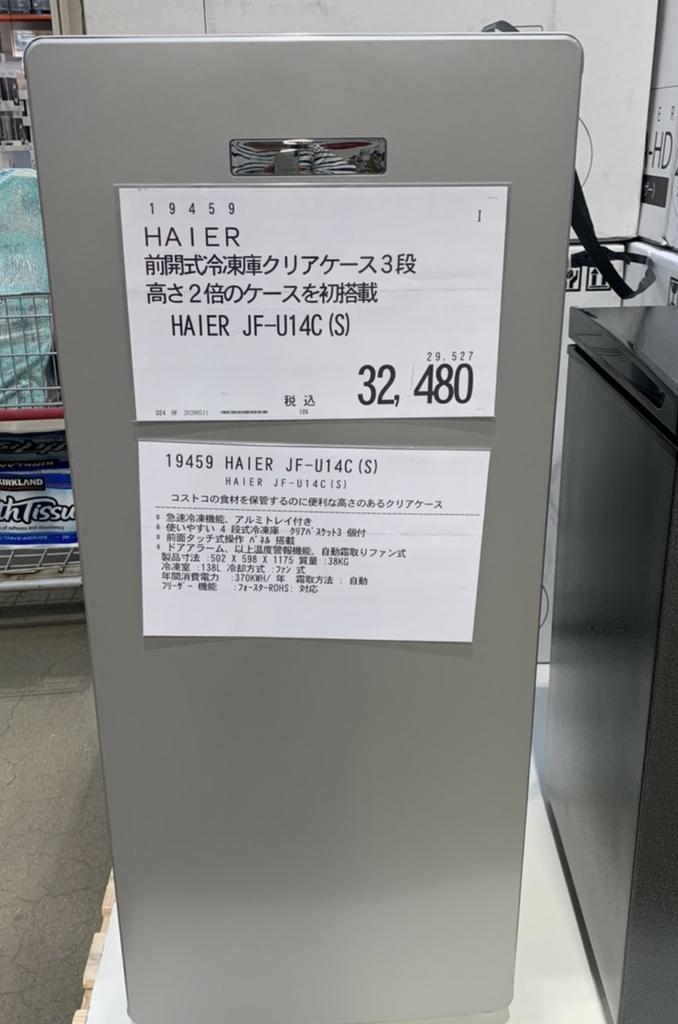 19459
I
HAIER
前開式冷凍庫クリアケース3段
高さ2倍のケースを初搭載
HAIER JF-U14C(S)
29.527
税込 32,480
10%
024 HF 20200511
19459 HAIER JF-U14C(S)
HAIER JF-U14C(S)
コストコの食材を保管するのに便利な高さのあるクリアケース
* 急速冷凍機能、アルミトレイ付き
* 使いやすい 4 段式冷凍庫 クリアバスケット3 個付
* 前面タッチ式操作 パネル 搭載
* ドアアラーム、以上温度警報機能、自動霜取りファン式
製品寸法 :502 X 598 X 1175 質量 :38KG
冷凍室 :138L 冷却方式 :ファン 式
年間消費電力 :370KWH/ 年 霜取方法 : 自動
フリーザー 機能 :フォースターROHS: 対応
KIRKLAND
th Tissu
-HD